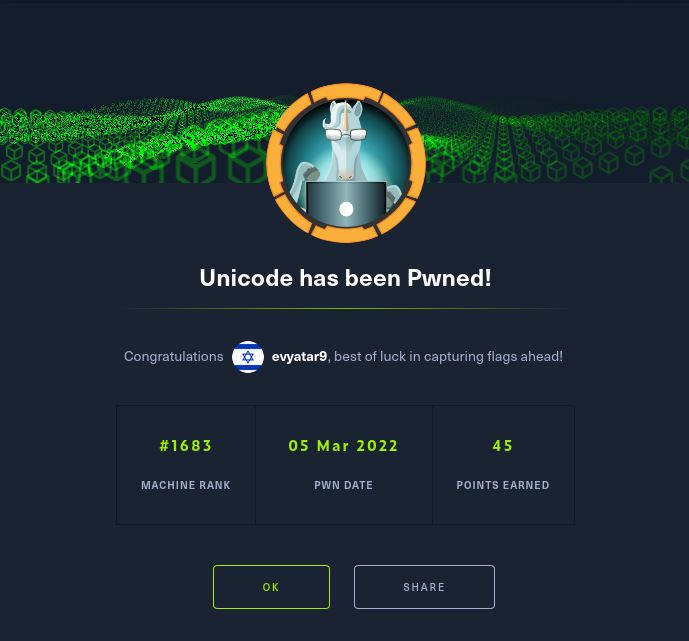 Unicode has been Pwned!
Congratulations evyatar9, best of luck in capturing flags ahead!
#1683 05 Mar 2022 45
MACHINE RANK PWN DATE POINTS EARNED
OK SHARE